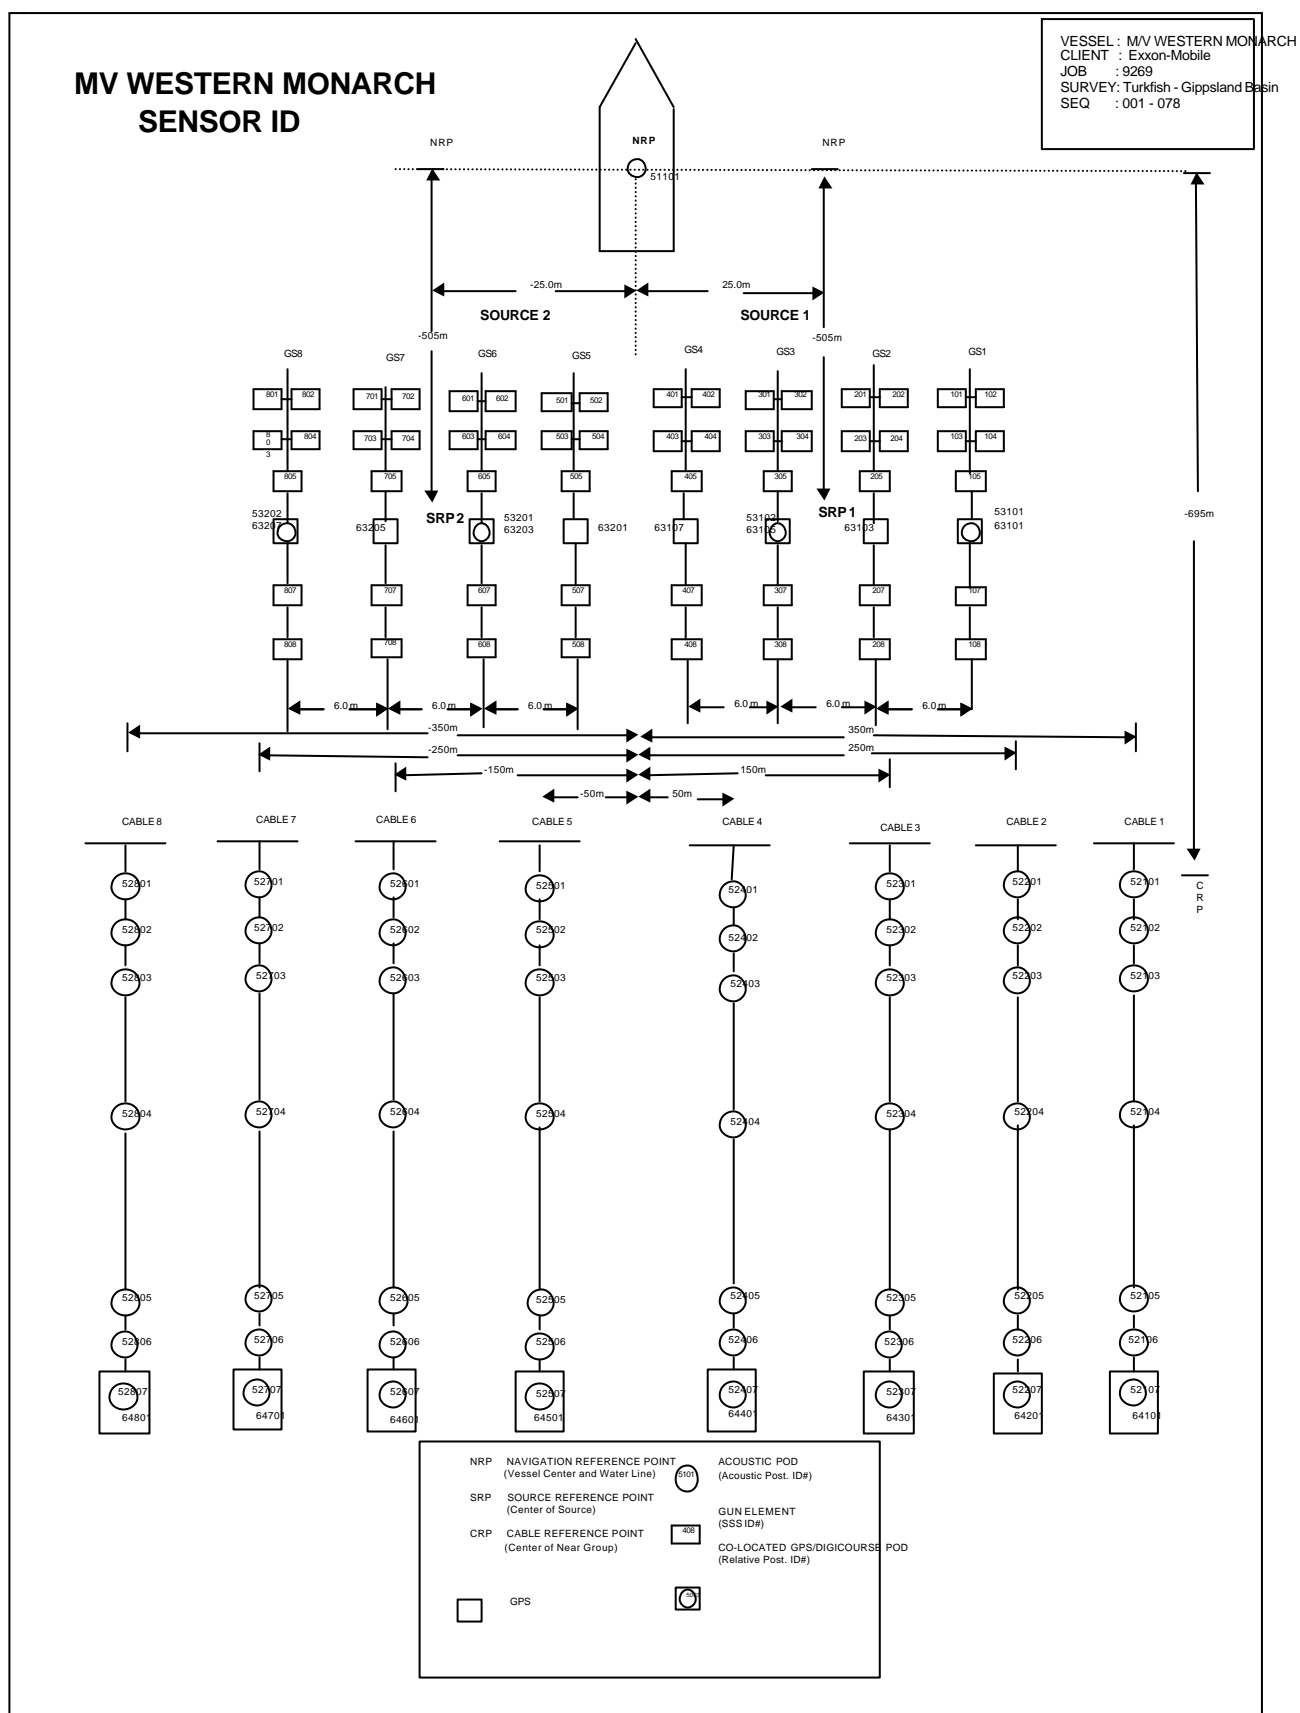 VESSEL : M/V WESTERN MONARCH
CLIENT : Exxon-Mobile
JOB : 9269
SURVEY: Turkfish - Gippsland Basin
SEQ : 001 - 078
MV WESTERN MONARCH
SENSOR ID
NRP NRP NRP
51101
-25.0m 25.0m
SOURCE 2 SOURCE 1
-505m -505m
GS8 GS7 GS6 GS5 GS4 GS3 GS2 GS1
801 802 701 702 601 602 501 502 401 402 301 302 201 202 101 102
803 804 703 704 603 604 503 504 403 404 303 304 203 204 103 104
805 705 605 505 405 305 205 105
SRP 2 SRP 1
53202 53201 53102 53101
63207 63205 63203 63201 63107 63105 63103 63101
-695m
807 707 607 507 407 307 207 107
808 708 608 508 408 308 208 108
6.0m 6.0m 6.0m 6.0m 6.0m 6.0m
-350m 350m
-250m 250m
-150m 150m
-50m 50m
CABLE 8 CABLE 7 CABLE 6 CABLE 5 CABLE 4 CABLE 3 CABLE 2 CABLE 1
CRP
52801 52701 52601 52501 52401 52301 52201 52101
52802 52702 52602 52502 52402 52302 52202 52102
52803 52703 52603 52503 52403 52303 52203 52103
52804 52704 52604 52504 52404 52304 52204 52104
52805 52705 52605 52505 52405 52305 52205 52105
52806 52706 52606 52506 52406 52306 52206 52106
52807 52707 52607 52507 52407 52307 52207 52107
64801 64701 64601 64501 64401 64301 64201 64101
NRP NAVIGATION REFERENCE POINT
(Vessel Center and Water Line)
SRP SOURCE REFERENCE POINT
(Center of Source)
CRP CABLE REFERENCE POINT
(Center of Near Group)
GPS
5101
ACOUSTIC POD
(Acoustic Post. ID#)
408
GUN ELEMENT
(SSS ID#)
CO-LOCATED GPS/DIGICOURSE POD
(Relative Post. ID#)